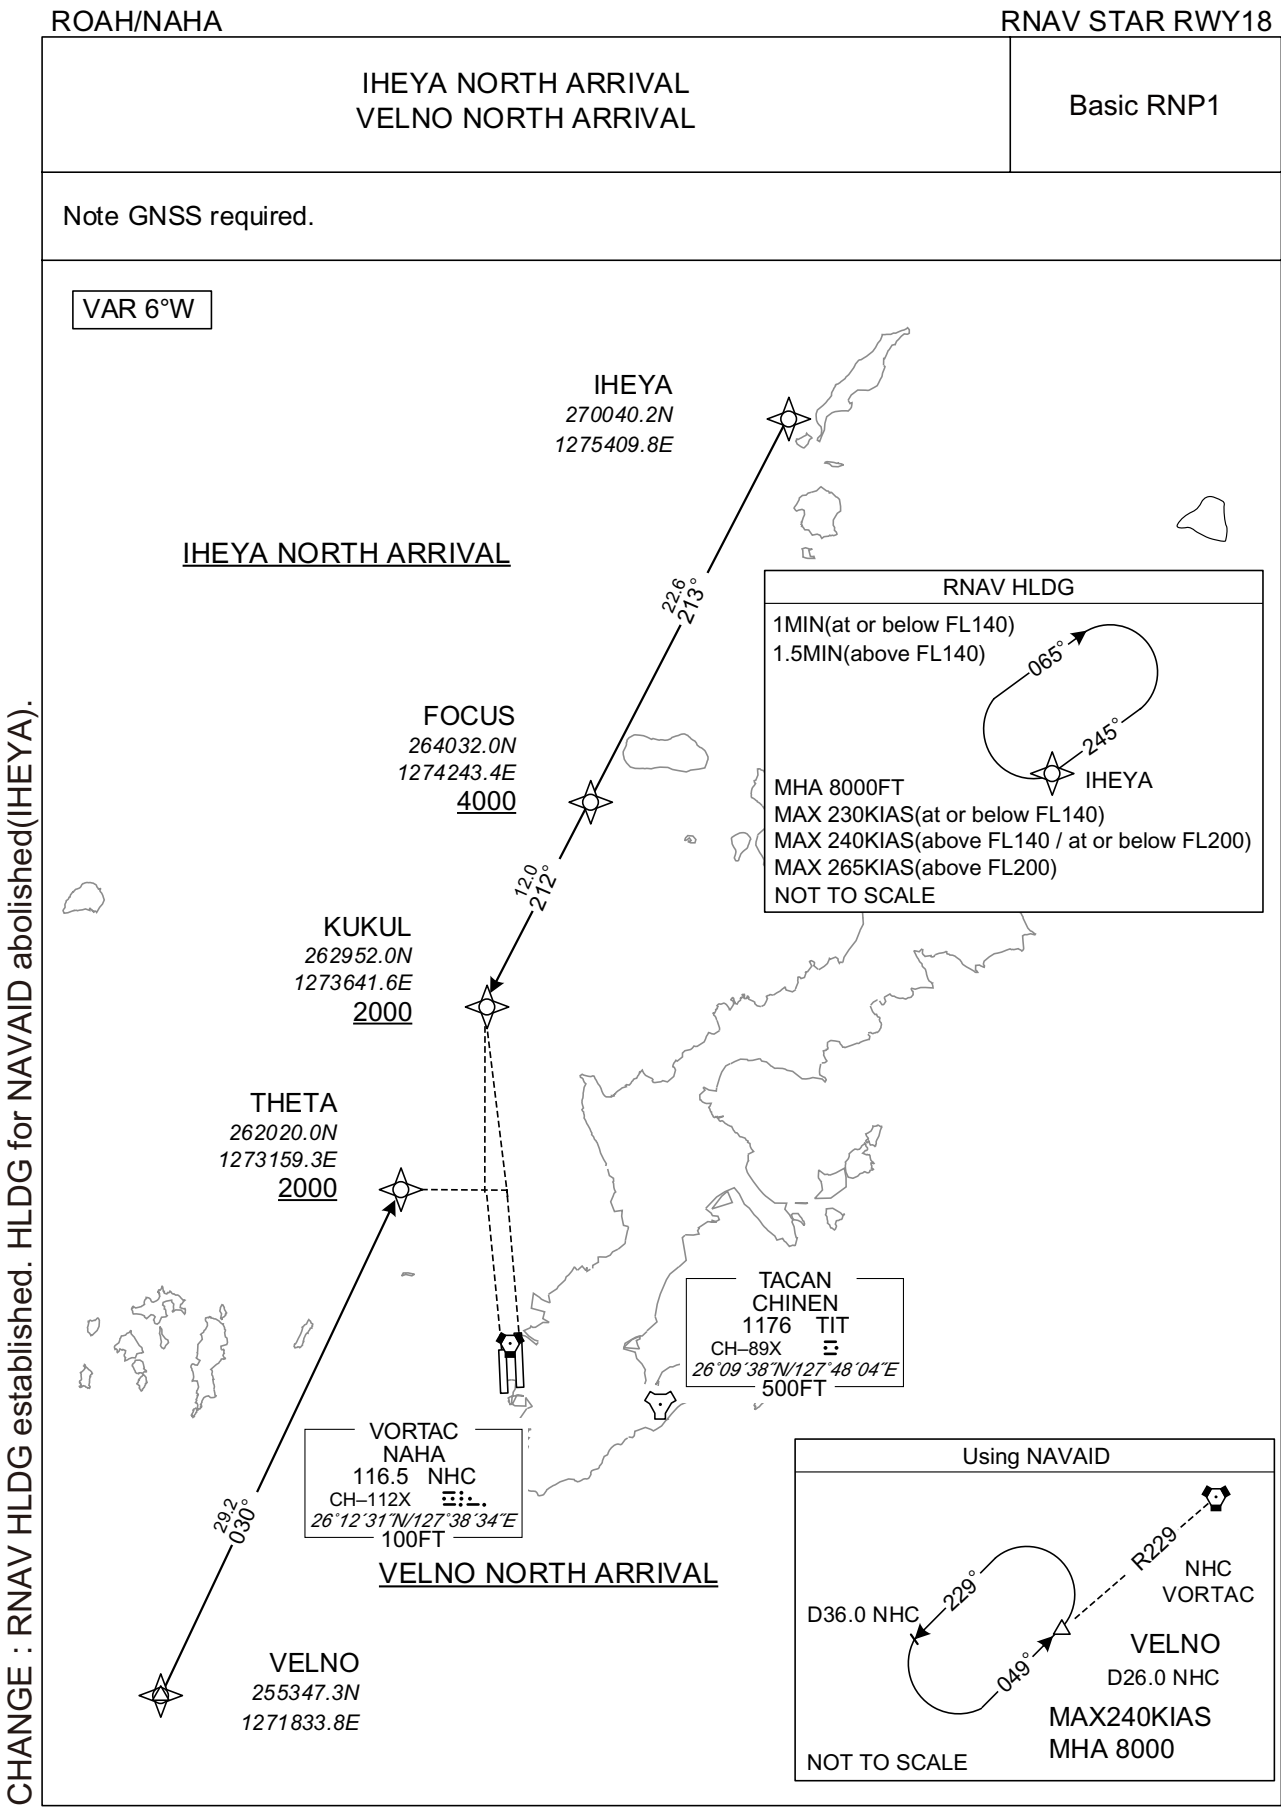 ROAH/NAHA
RNAV STAR RWY18
IHEYA NORTH ARRIVAL
VELNO NORTH ARRIVAL
Basic RNP1
Note GNSS required.
VAR 6°W
IHEYA
270040.2N
1275409.8E
IHEYA NORTH ARRIVAL
22.6
213°
RNAV HLDG
1MIN(at or below FL140)
1.5MIN(above FL140)
065°
245°
IHEYA
MHA 8000FT
MAX 230KIAS(at or below FL140)
MAX 240KIAS(above FL140 / at or below FL200)
MAX 265KIAS(above FL200)
NOT TO SCALE
FOCUS
264032.0N
1274243.4E
4000
12.0
212°
KUKUL
262952.0N
1273641.6E
2000
THETA
262020.0N
1273159.3E
2000
TACAN
CHINEN
1176 TIT
CH–89X
26°09´38˝N/127°48´04˝E
500FT
VORTAC
NAHA
116.5 NHC
CH–112X
26°12´31˝N/127°38´34˝E
100FT
29.2
030°
VELNO NORTH ARRIVAL
VELNO
255347.3N
1271833.8E
Using NAVAID
R229
NHC
VORTAC
229°
D36.0 NHC
049°
VELNO
D26.0 NHC
MAX240KIAS
MHA 8000
NOT TO SCALE
CHANGE : RNAV HLDG established. HLDG for NAVAID abolished(IHEYA).